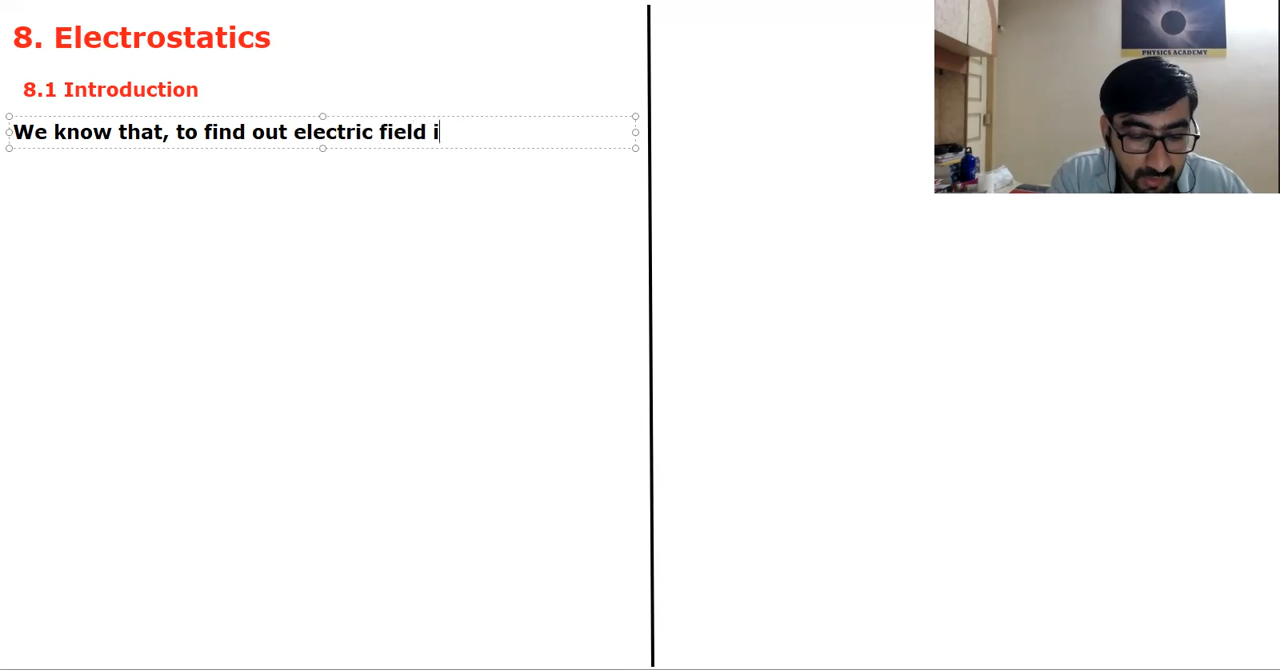 8. Electrostatics
8.1 Introduction
We know that, to find out electric field i
PHYSICS ACADEMY